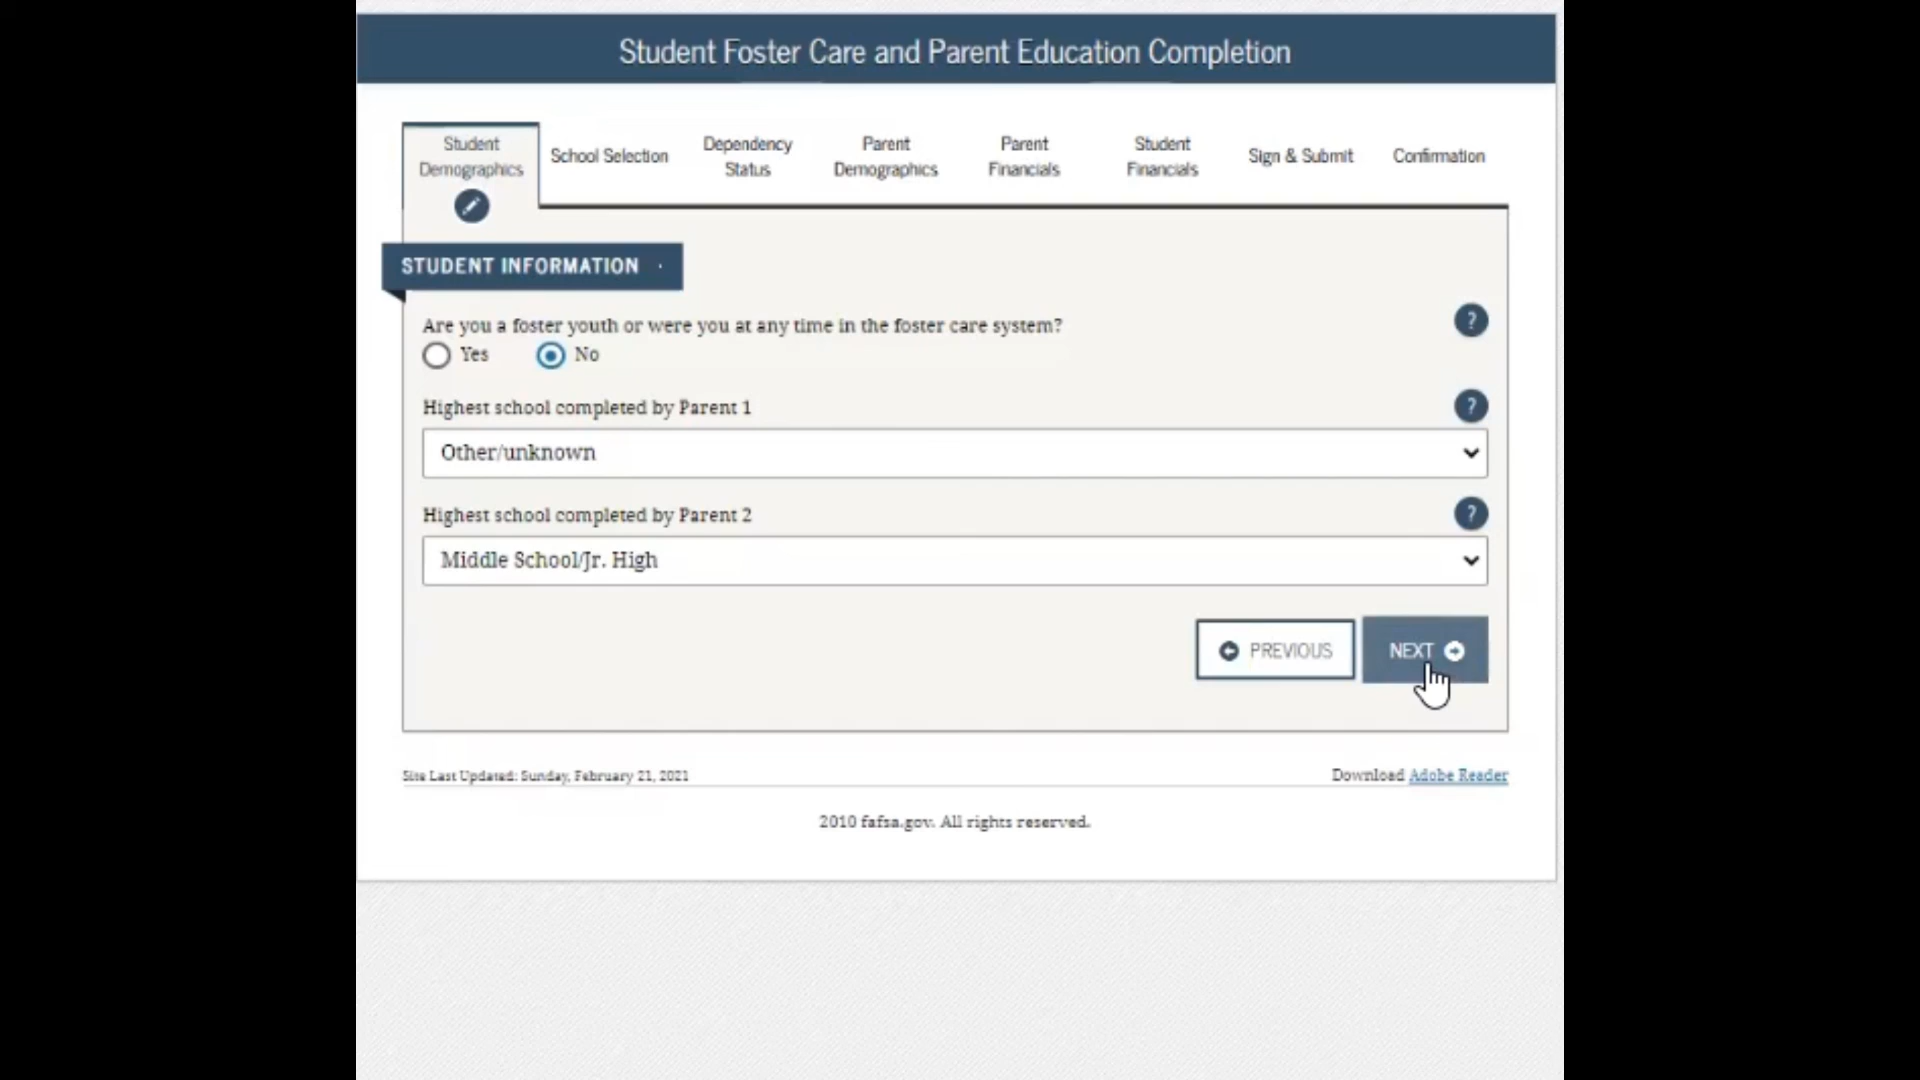 Student Foster Care and Parent Education Completion
Student
Demographics
School Selection
Dependency
Status
Parent
Demographics
Parent
Financials
Student
Financials
Sign & Submit
Confirmation
STUDENT INFORMATION
Are you a foster youth or were you at any time in the foster care system?
?
Yes
No
Highest school completed by Parent 1
?
Other/unknown
Highest school completed by Parent 2
?
Middle School/Jr. High
PREVIOUS
NEXT
Site Last Updated: Sunday, February 21, 2021
Download Adobe Reader
2010 fafsa.gov. All rights reserved.